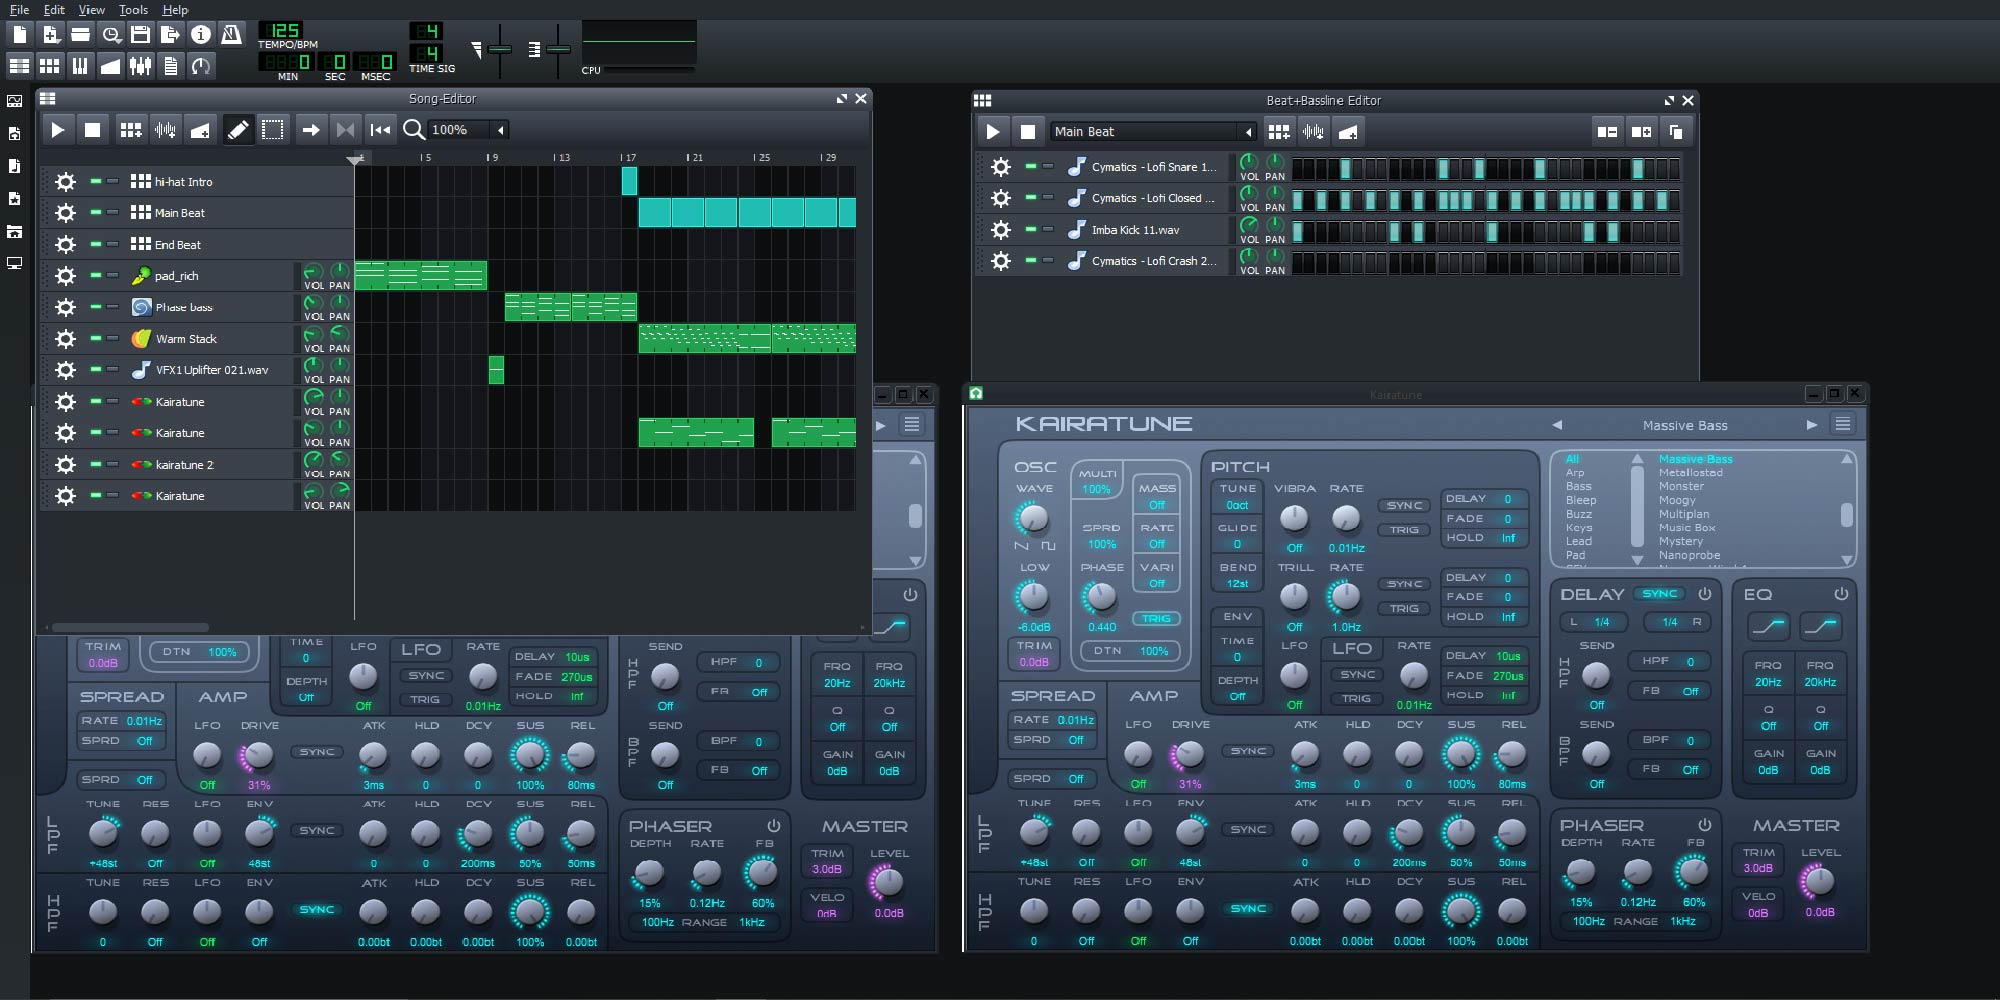 File Edit View Tools Help
125
TEMPO/BPM
0 0 0
MIN SEC MSEC
4
4
TIME SIG
CPU
Song-Editor
100%
5 9 13 17 21 25 29
hi-hat Intro
Main Beat
End Beat
pad_rich VOL PAN
Phase bass VOL PAN
Warm Stack VOL PAN
VFX1 Uplifter 021.wav VOL PAN
Kairatune VOL PAN
Kairatune VOL PAN
kairatune 2 VOL PAN
Kairatune VOL PAN
Beat+Bassline Editor
Main Beat
Cymatics - Lofi Snare 1... VOL PAN
Cymatics - Lofi Closed ... VOL PAN
Imba Kick 11.wav VOL PAN
Cymatics - Lofi Crash 2... VOL PAN
TRIM 0.0dB
DTN 100%
TIME 0
DEPTH Off
LFO Off
LFO SYNC TRIG
RATE 0.01Hz
DELAY 10us
FADE 270us
HOLD Inf
SPREAD
RATE 0.01Hz
SPRD Off
SPRD Off
AMP
LFO DRIVE SYNC ATK HLD DCY SUS REL
Off 31% 3ms 0 0 100% 80ms
LPF
TUNE RES LFO ENV SYNC ATK HLD DCY SUS REL
+48st Off Off 48st 0 0 200ms 50% 50ms
HPF
TUNE RES LFO ENV SYNC ATK HLD DCY SUS REL
0 Off Off Off 0.00bt 0.00bt 0.00bt 100% 0.00bt
HPF
SEND Off
HPF 0
FB Off
BPF
SEND Off
BPF 0
FB Off
FRQ FRQ
20Hz 20kHz
Q Q
Off Off
GAIN GAIN
0dB 0dB
PHASER
DEPTH RATE FB
15% 0.12Hz 60%
100Hz RANGE 1kHz
MASTER
TRIM 3.0dB
VELO 0dB
LEVEL 0.0dB
Kairatune
KAIRATUNE
Massive Bass
OSC
WAVE
LOW
-6.0dB
TRIM
0.0dB
MULTI
100%
SPRD
100%
PHASE
0.440
MASS
Off
RATE
Off
VARI
Off
TRIG
DTN 100%
PITCH
TUNE
0oct
GLIDE
0
BEND
12st
ENV
TIME
0
DEPTH
Off
VIBRA RATE SYNC TRIG
Off 0.01Hz
DELAY 0
FADE 0
HOLD Inf
TRILL RATE SYNC TRIG
Off 1.0Hz
DELAY 0
FADE 0
HOLD Inf
LFO Off
LFO SYNC TRIG
RATE 0.01Hz
DELAY 10us
FADE 270us
HOLD Inf
All
Arp
Bass
Bleep
Buzz
Keys
Lead
Pad
Massive Bass
Metallostad
Monster
Moogy
Multiplan
Music Box
Mystery
Nanoprobe
DELAY SYNC
L 1/4 1/4 R
HPF
SEND Off
HPF 0
FB Off
BPF
SEND Off
BPF 0
FB Off
EQ
FRQ FRQ
20Hz 20kHz
Q Q
Off Off
GAIN GAIN
0dB 0dB
SPREAD
RATE 0.01Hz
SPRD Off
SPRD Off
AMP
LFO DRIVE SYNC ATK HLD DCY SUS REL
Off 31% 3ms 0 0 100% 80ms
LPF
TUNE RES LFO ENV SYNC ATK HLD DCY SUS REL
+48st Off Off 48st 0 0 200ms 50% 50ms
HPF
TUNE RES LFO ENV SYNC ATK HLD DCY SUS REL
0 Off Off Off 0.00bt 0.00bt 0.00bt 100% 0.00bt
PHASER
DEPTH RATE FB
15% 0.12Hz 60%
100Hz RANGE 1kHz
MASTER
TRIM 3.0dB
VELO 0dB
LEVEL 0.0dB